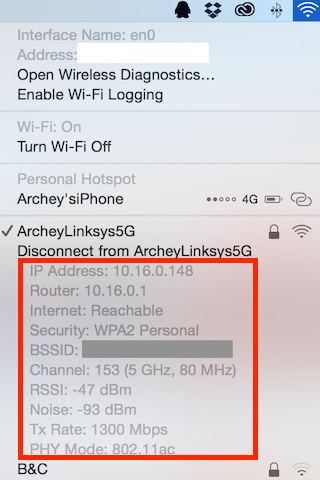 Interface Name: en0
Address:
Open Wireless Diagnostics...
Enable Wi-Fi Logging
Wi-Fi: On
Turn Wi-Fi Off
Personal Hotspot
Archey'siPhone 4G
✓ ArcheyLinksys5G
Disconnect from ArcheyLinksys5G
IP Address: 10.16.0.148
Router: 10.16.0.1
Internet: Reachable
Security: WPA2 Personal
BSSID:
Channel: 153 (5 GHz, 80 MHz)
RSSI: -47 dBm
Noise: -93 dBm
Tx Rate: 1300 Mbps
PHY Mode: 802.11ac
B&C